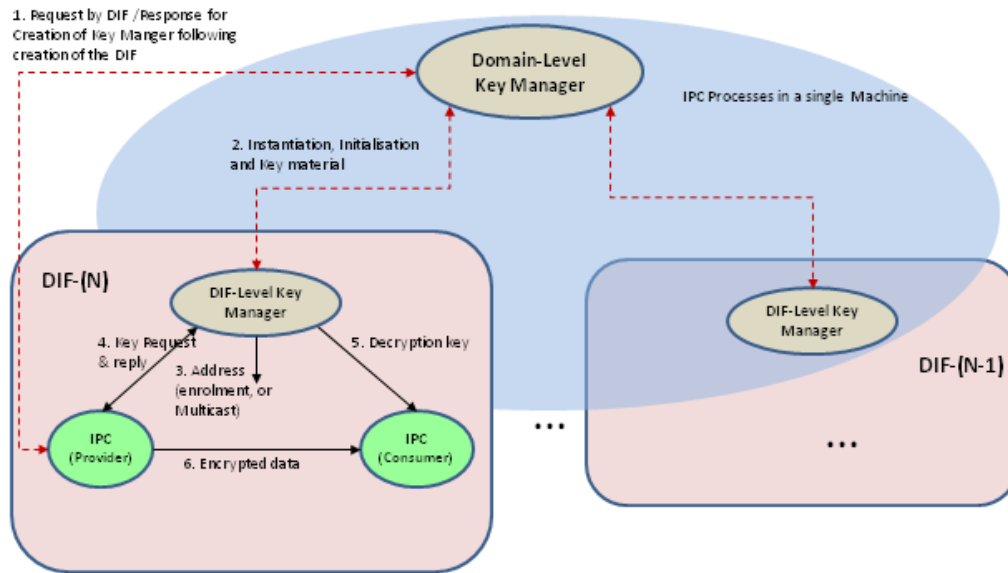 1. Request by DIF /Response for
Creation of Key Manger following
creation of the DIF
Domain-Level
Key Manager
IPC Processes in a single Machine
2. Instantiation, Initialisation
and Key material
DIF-(N)
DIF-Level Key
Manager
4. Key Request
& reply
5. Decryption key
3. Address
(enrolment, or
Multicast)
IPC
(Provider)
6. Encrypted data
IPC
(Consumer)
...
DIF-Level Key
Manager
DIF-(N-1)
...